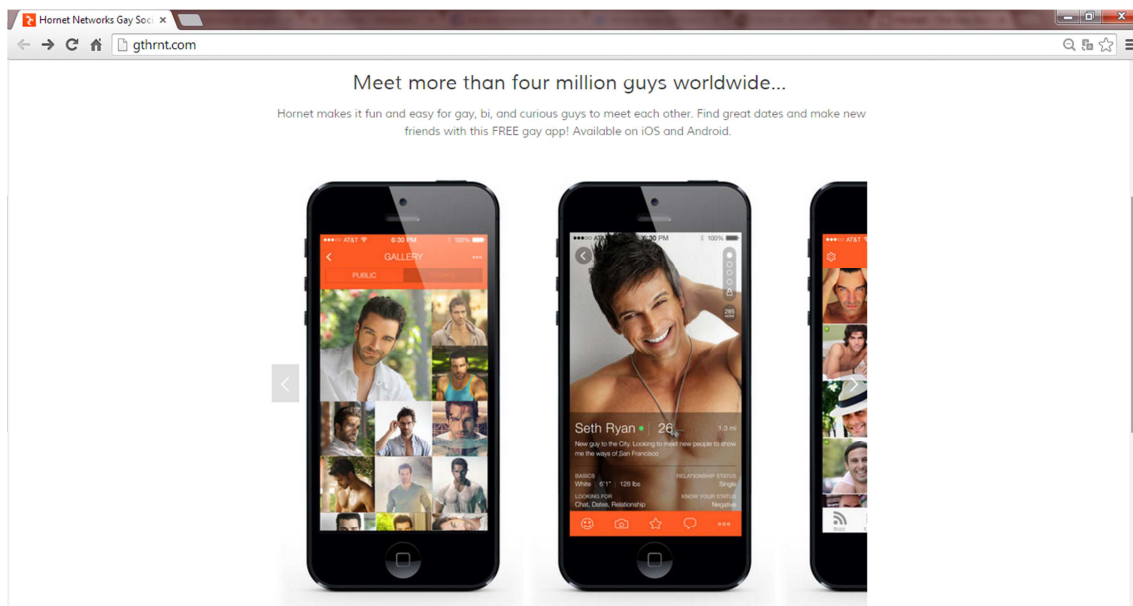 Hornet Networks Gay Soci
gthrnt.com
Meet more than four million guys worldwide...
Hornet makes it fun and easy for gay, bi, and curious guys to meet each other. Find great dates and make new
friends with this FREE gay app! Available on iOS and Android.
AT&T 6:30 PM 100%
GALLERY
PUBLIC
6:30 PM 100%
285
Seth Ryan 26
1.3 mi
New guy to the City. Looking to meet new people to show
me the ways of San Francisco
BASICS
White 6'1" 128 lbs
RELATIONSHIP STATUS
Single
LOOKING FOR
Chat, Dates, Relationship
KNOW YOUR STATUS
Negative
AT&T